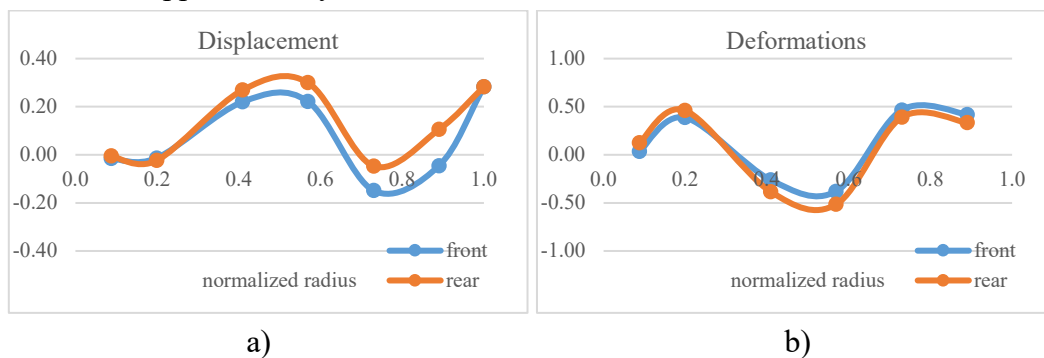 Displacement
0.40
0.20
0.00
0.0 0.2 0.4 0.6 0.8 1.0
-0.20
-0.40
front
normalized radius rear
a)
Deformations
1.00
0.50
0.00
0.0 0.2 0.4 0.6 0.8 1.0
-0.50
-1.00
front
normalized radius rear
b)